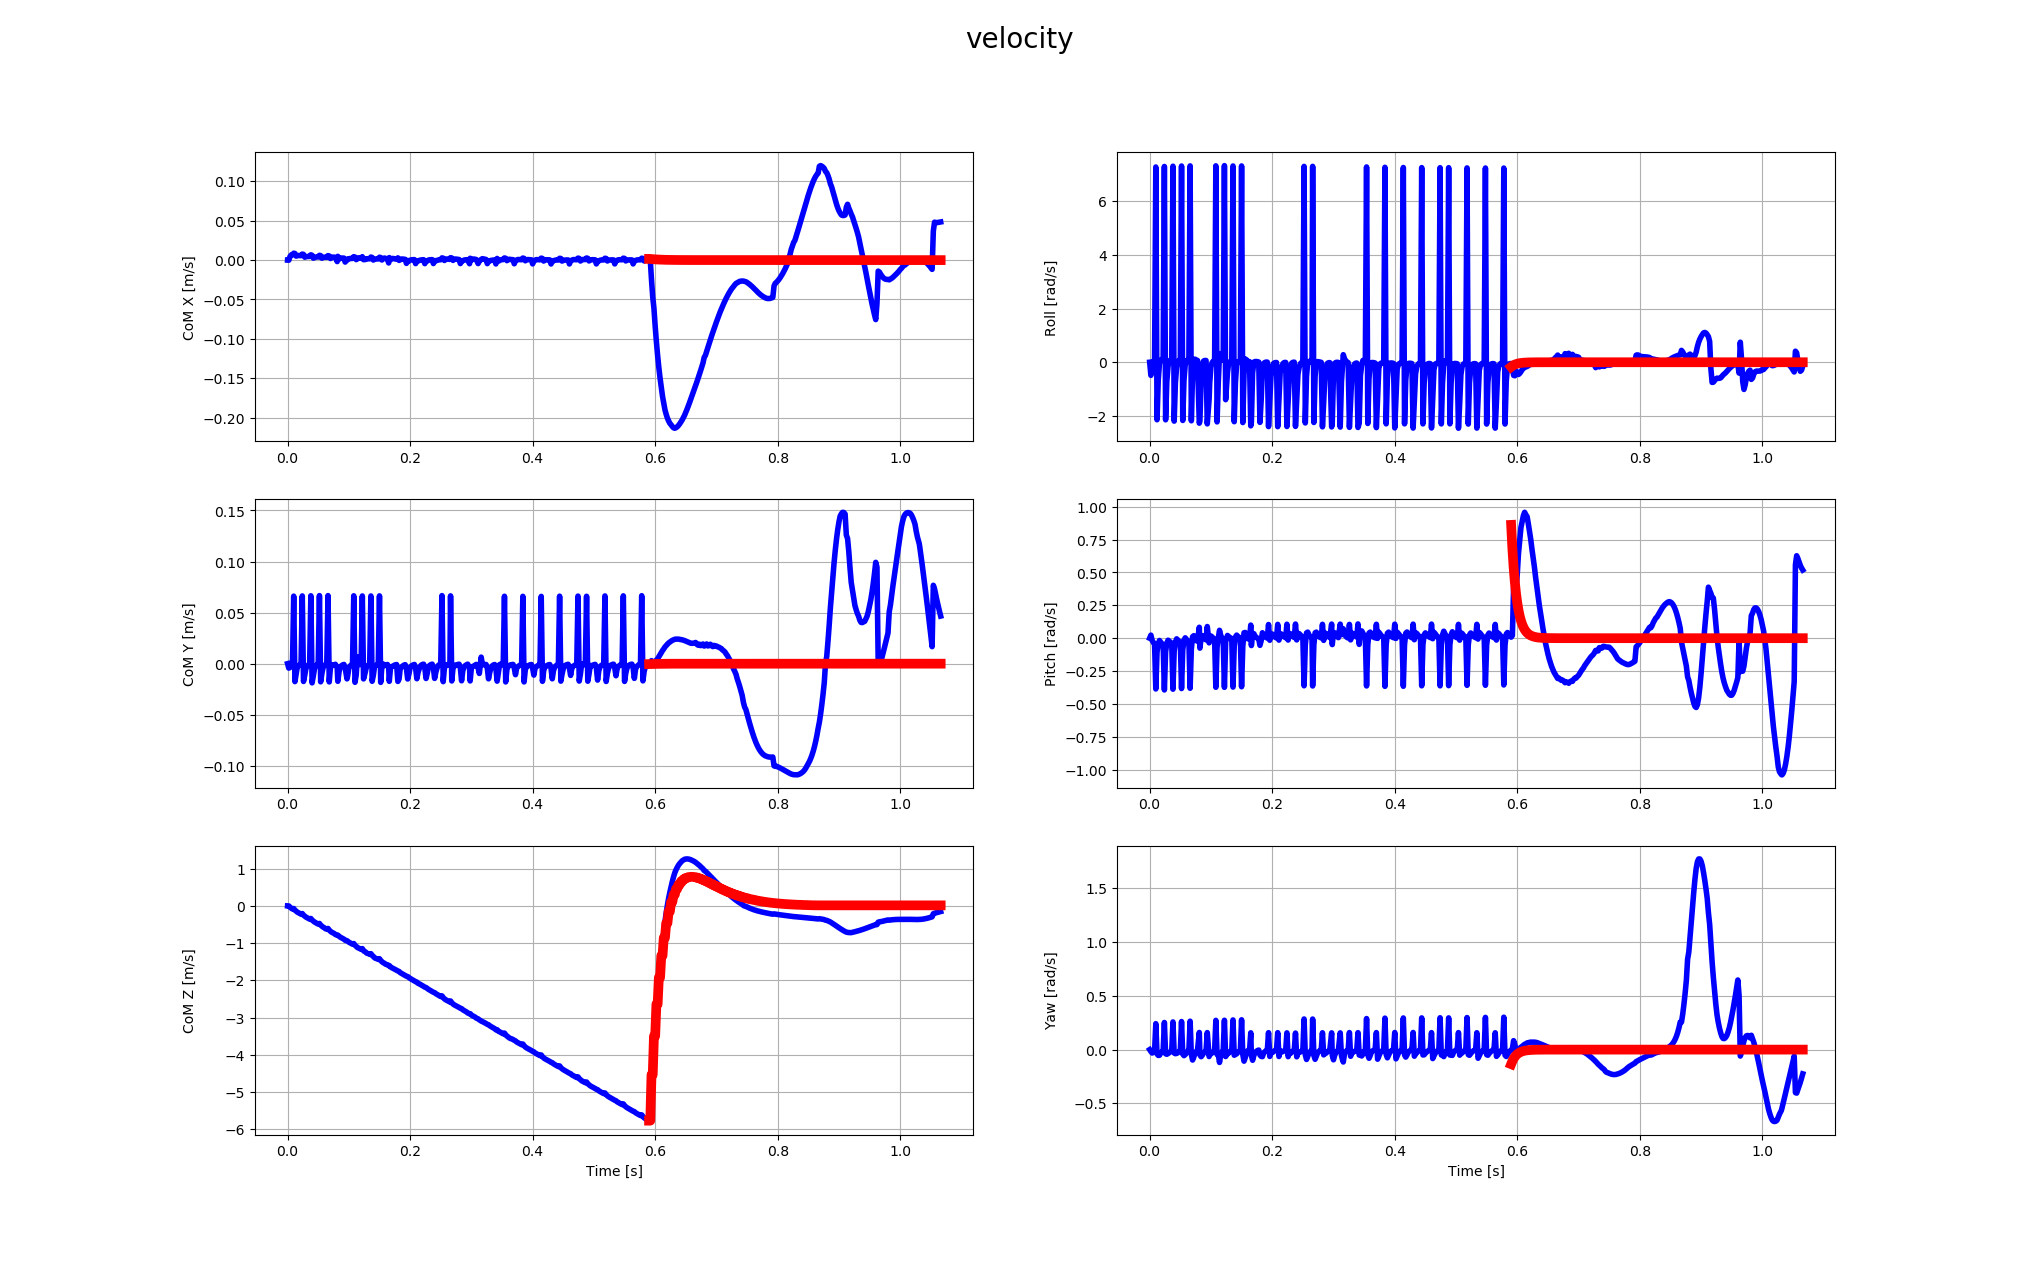 velocity
CoM X [m/s]
0.10
0.05
0.00
−0.05
−0.10
−0.15
−0.20
0.0 0.2 0.4 0.6 0.8 1.0
Roll [rad/s]
6
4
2
0
−2
0.0 0.2 0.4 0.6 0.8 1.0
CoM Y [m/s]
0.15
0.10
0.05
0.00
−0.05
−0.10
0.0 0.2 0.4 0.6 0.8 1.0
Pitch [rad/s]
1.00
0.75
0.50
0.25
0.00
−0.25
−0.50
−0.75
−1.00
0.0 0.2 0.4 0.6 0.8 1.0
CoM Z [m/s]
1
0
−1
−2
−3
−4
−5
−6
0.0 0.2 0.4 0.6 0.8 1.0
Time [s]
Yaw [rad/s]
1.5
1.0
0.5
0.0
−0.5
0.0 0.2 0.4 0.6 0.8 1.0
Time [s]